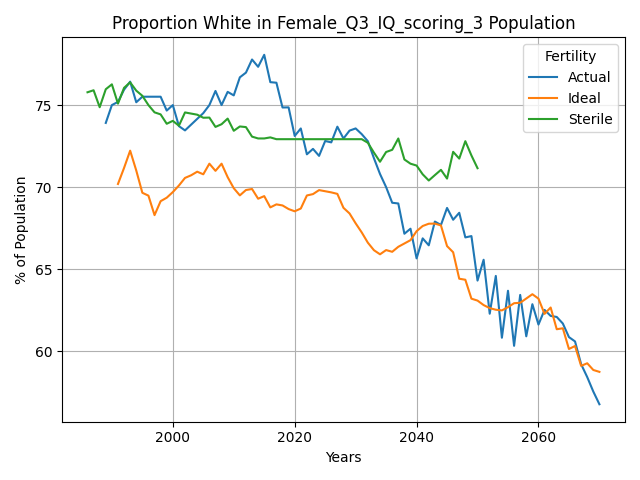 Proportion White in Female_Q3_IQ_scoring_3 Population
Fertility
Actual
Ideal
Sterile
% of Population
75
70
65
60
2000
2020
2040
2060
Years